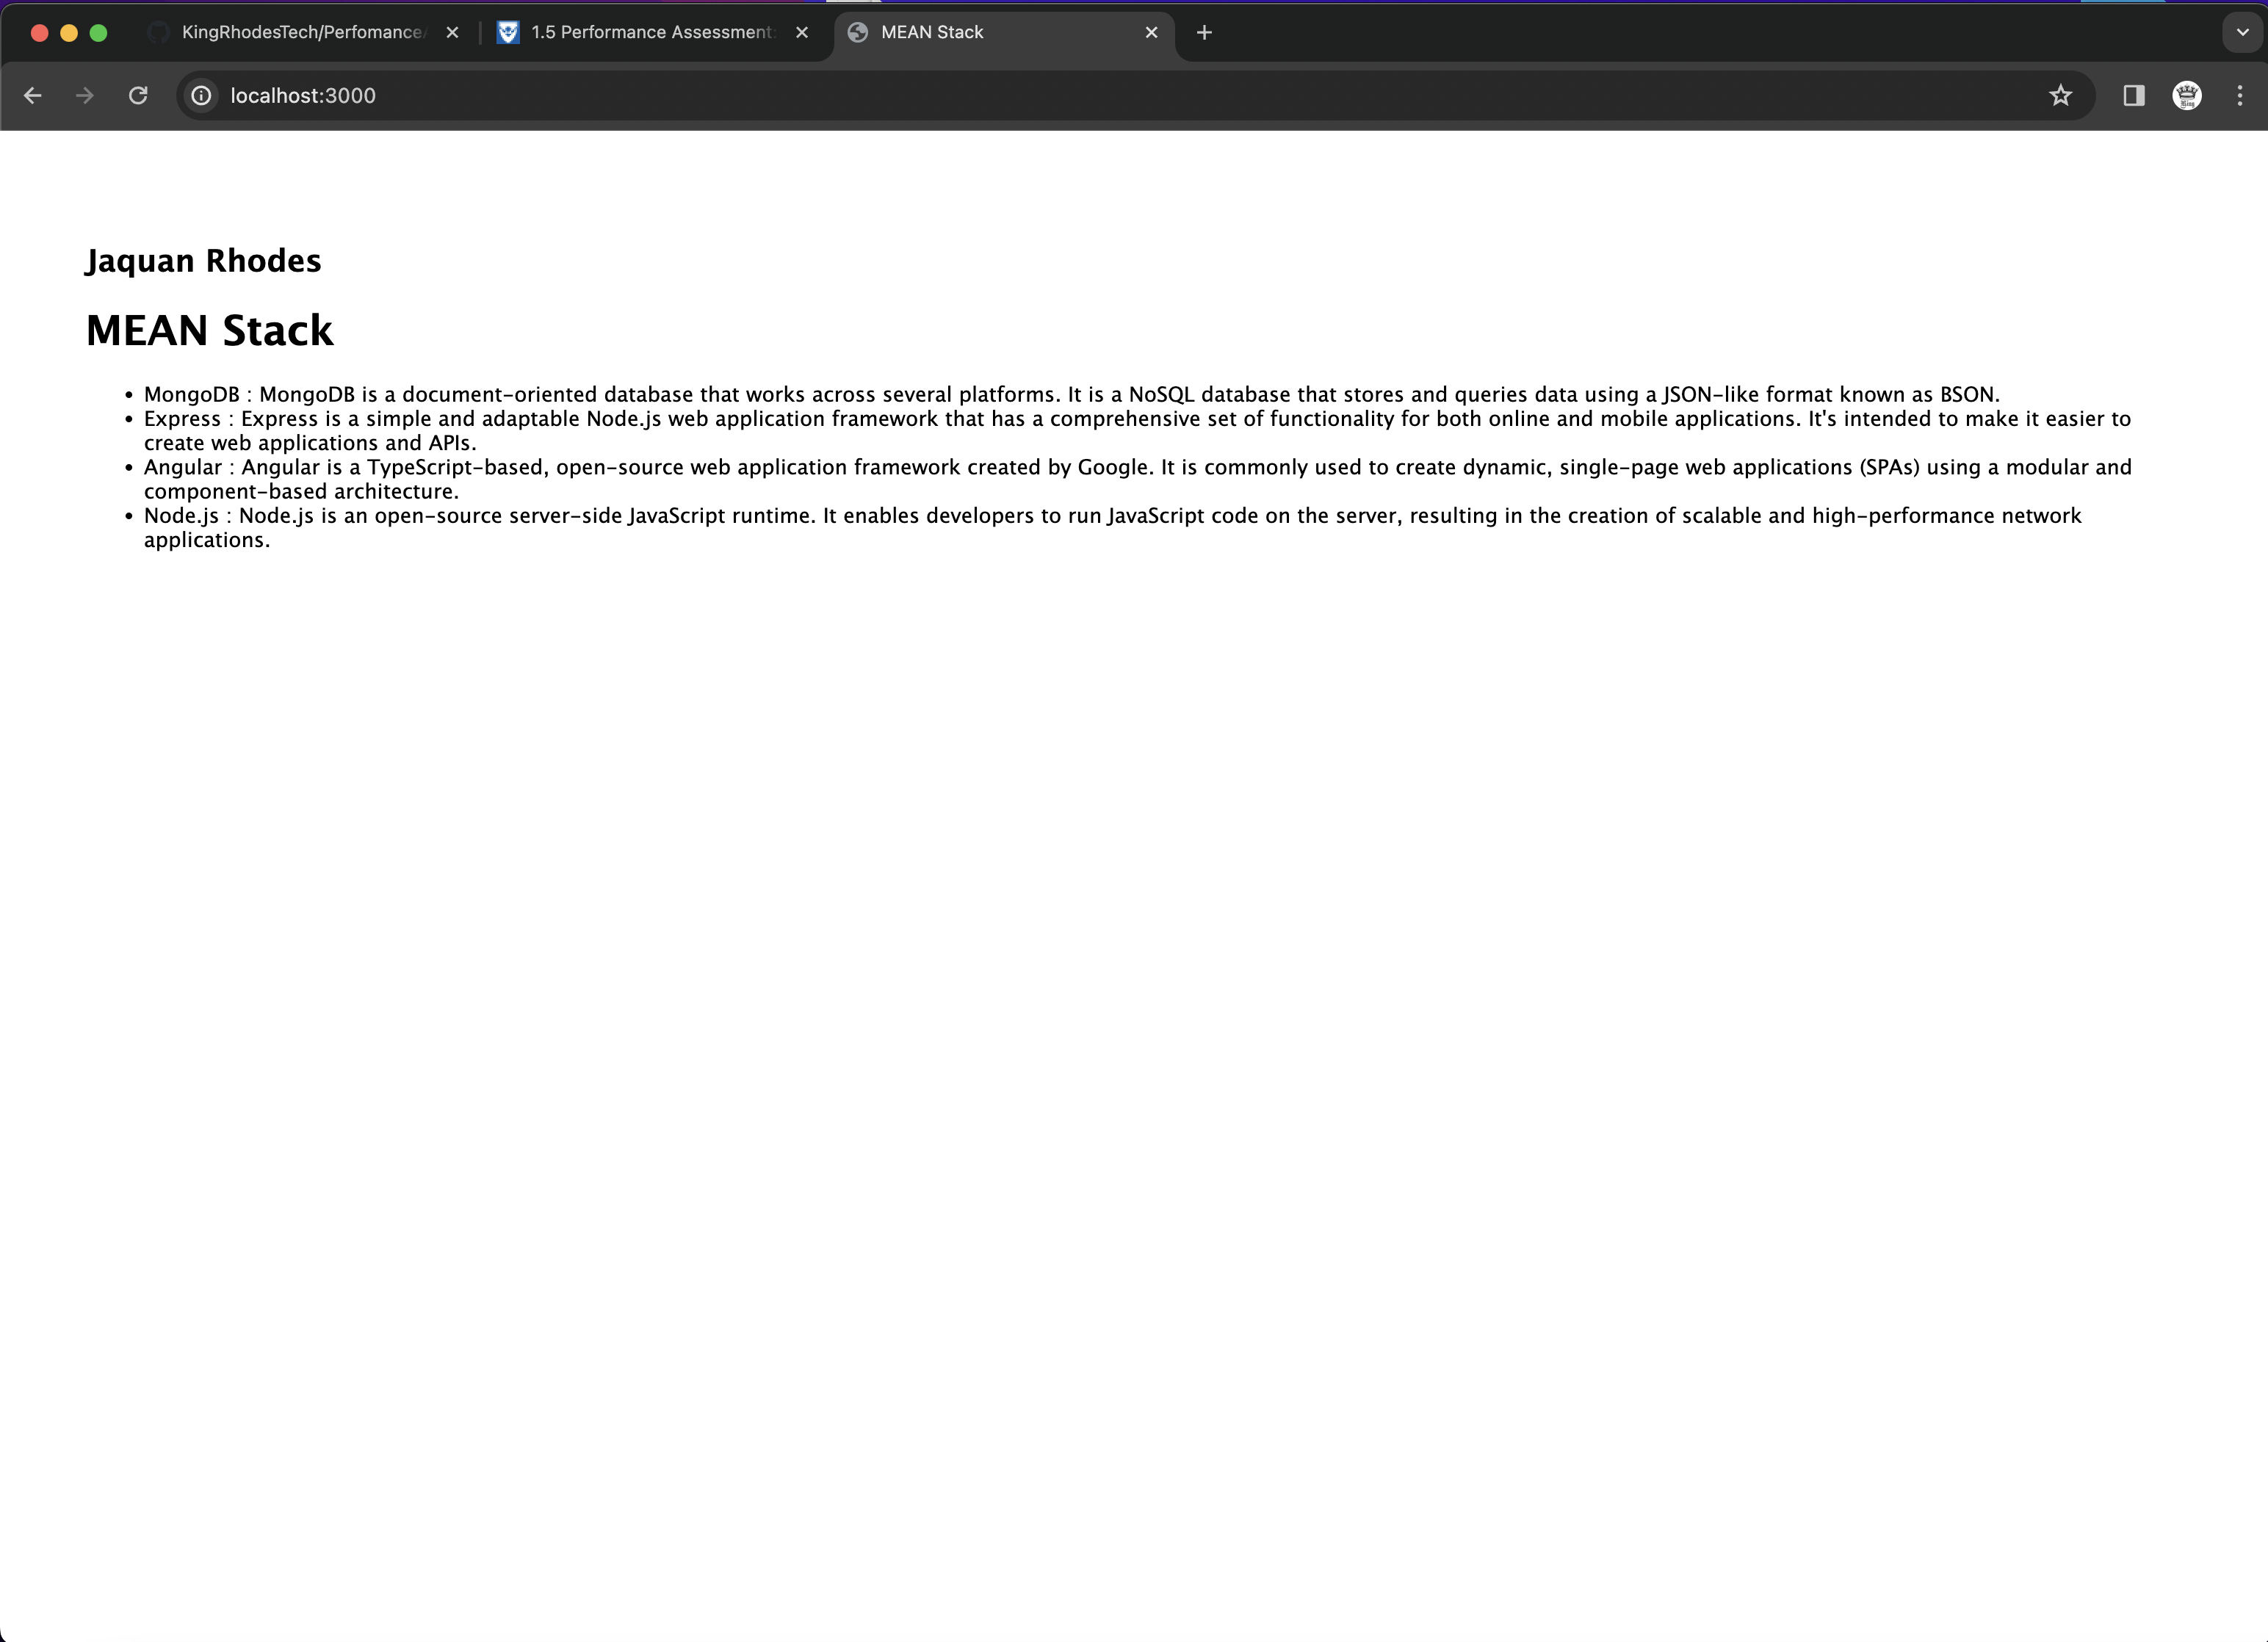 KingRhodesTech/Perfomance/
1.5 Performance Assessment:
MEAN Stack
localhost:3000
Jaquan Rhodes
MEAN Stack
• MongoDB : MongoDB is a document-oriented database that works across several platforms. It is a NoSQL database that stores and queries data using a JSON-like format known as BSON.
• Express : Express is a simple and adaptable Node.js web application framework that has a comprehensive set of functionality for both online and mobile applications. It's intended to make it easier to
create web applications and APIs.
• Angular : Angular is a TypeScript-based, open-source web application framework created by Google. It is commonly used to create dynamic, single-page web applications (SPAs) using a modular and
component-based architecture.
• Node.js : Node.js is an open-source server-side JavaScript runtime. It enables developers to run JavaScript code on the server, resulting in the creation of scalable and high-performance network
applications.